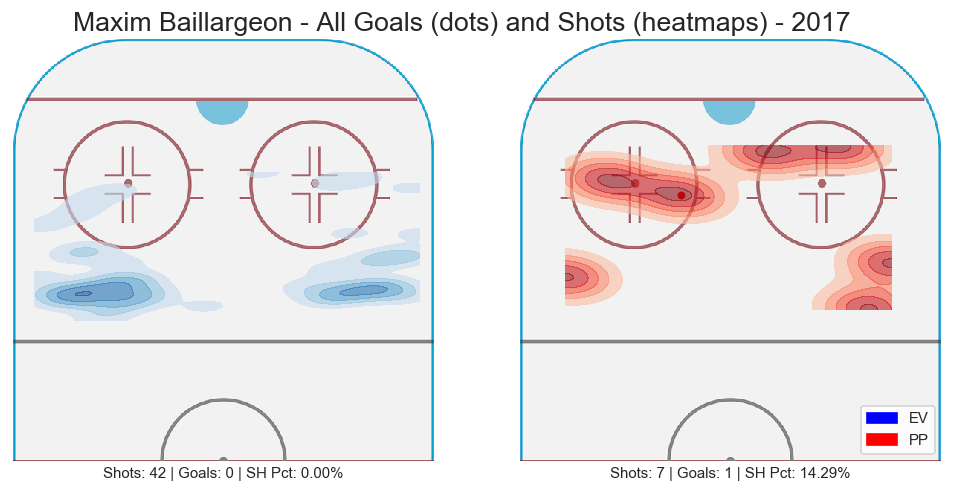 Maxim Baillargeon - All Goals (dots) and Shots (heatmaps) - 2017
EV
PP
Shots: 42 | Goals: 0 | SH Pct: 0.00%
Shots: 7 | Goals: 1 | SH Pct: 14.29%